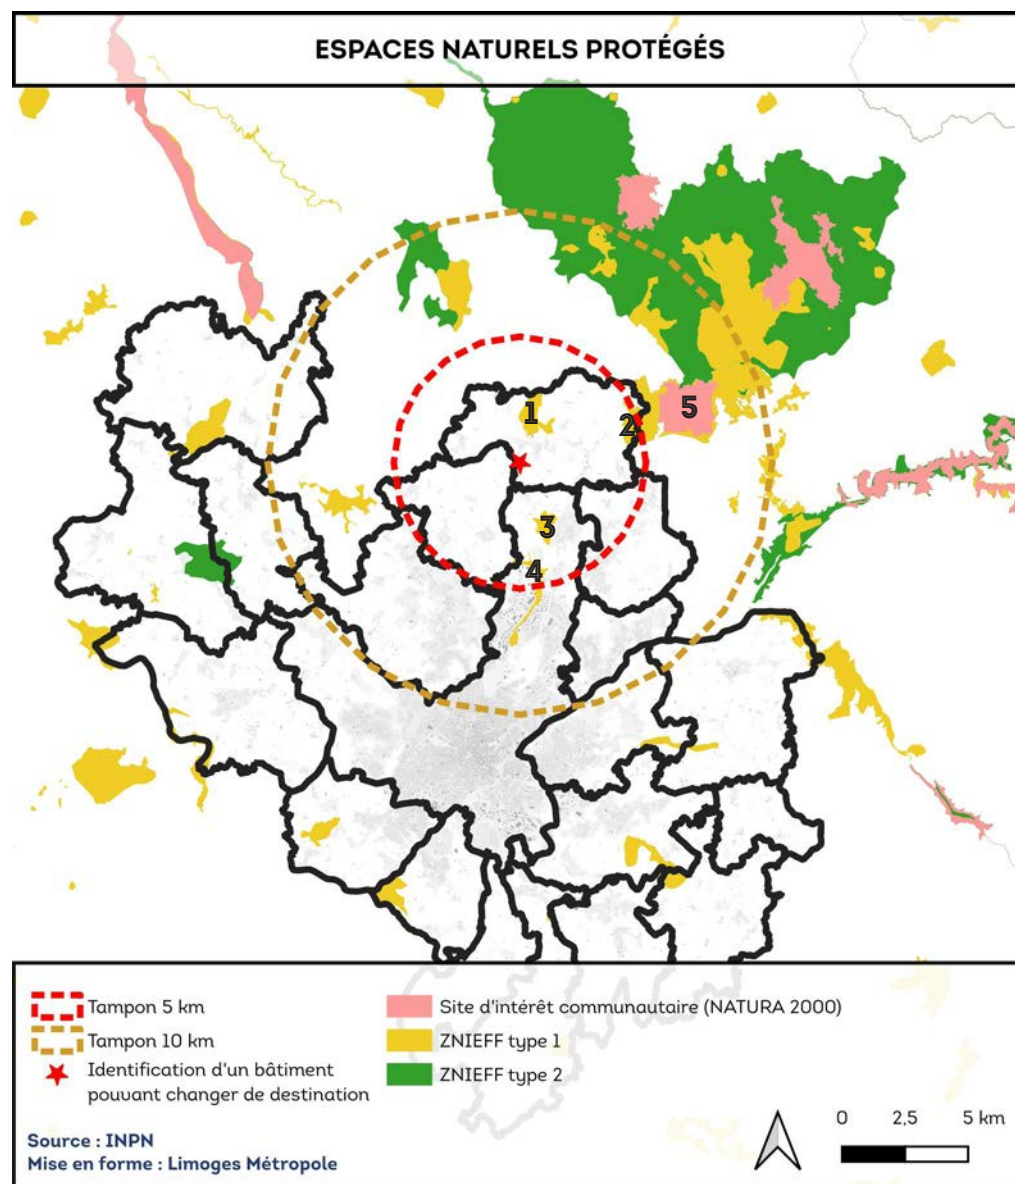 ESPACES NATURELS PROTÉGÉS
1
2
5
3
4
Tampon 5 km
Tampon 10 km
Identification d'un bâtiment
pouvant changer de destination
Site d'intérêt communautaire (NATURA 2000)
ZNIEFF type 1
ZNIEFF type 2
Source : INPN
Mise en forme : Limoges Métropole
0 2,5 5 km